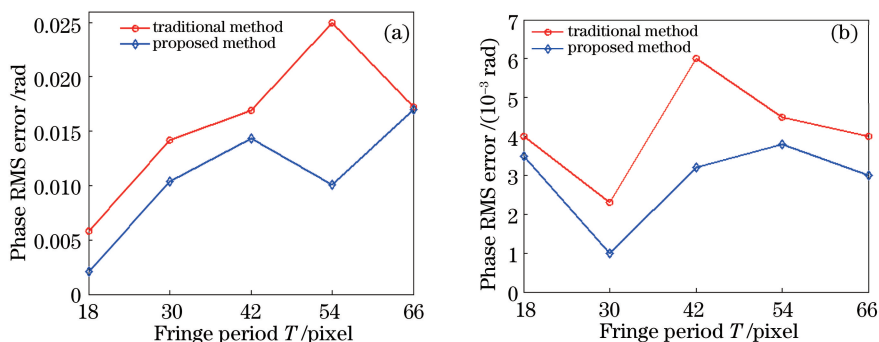 (a)
traditional method
proposed method
Phase RMS error /rad
0.025
0.020
0.015
0.010
0.005
0
18 30 42 54 66
Fringe period T /pixel
(b)
traditional method
proposed method
Phase RMS error /(10⁻³ rad)
7
6
5
4
3
2
1
0
18 30 42 54 66
Fringe period T /pixel